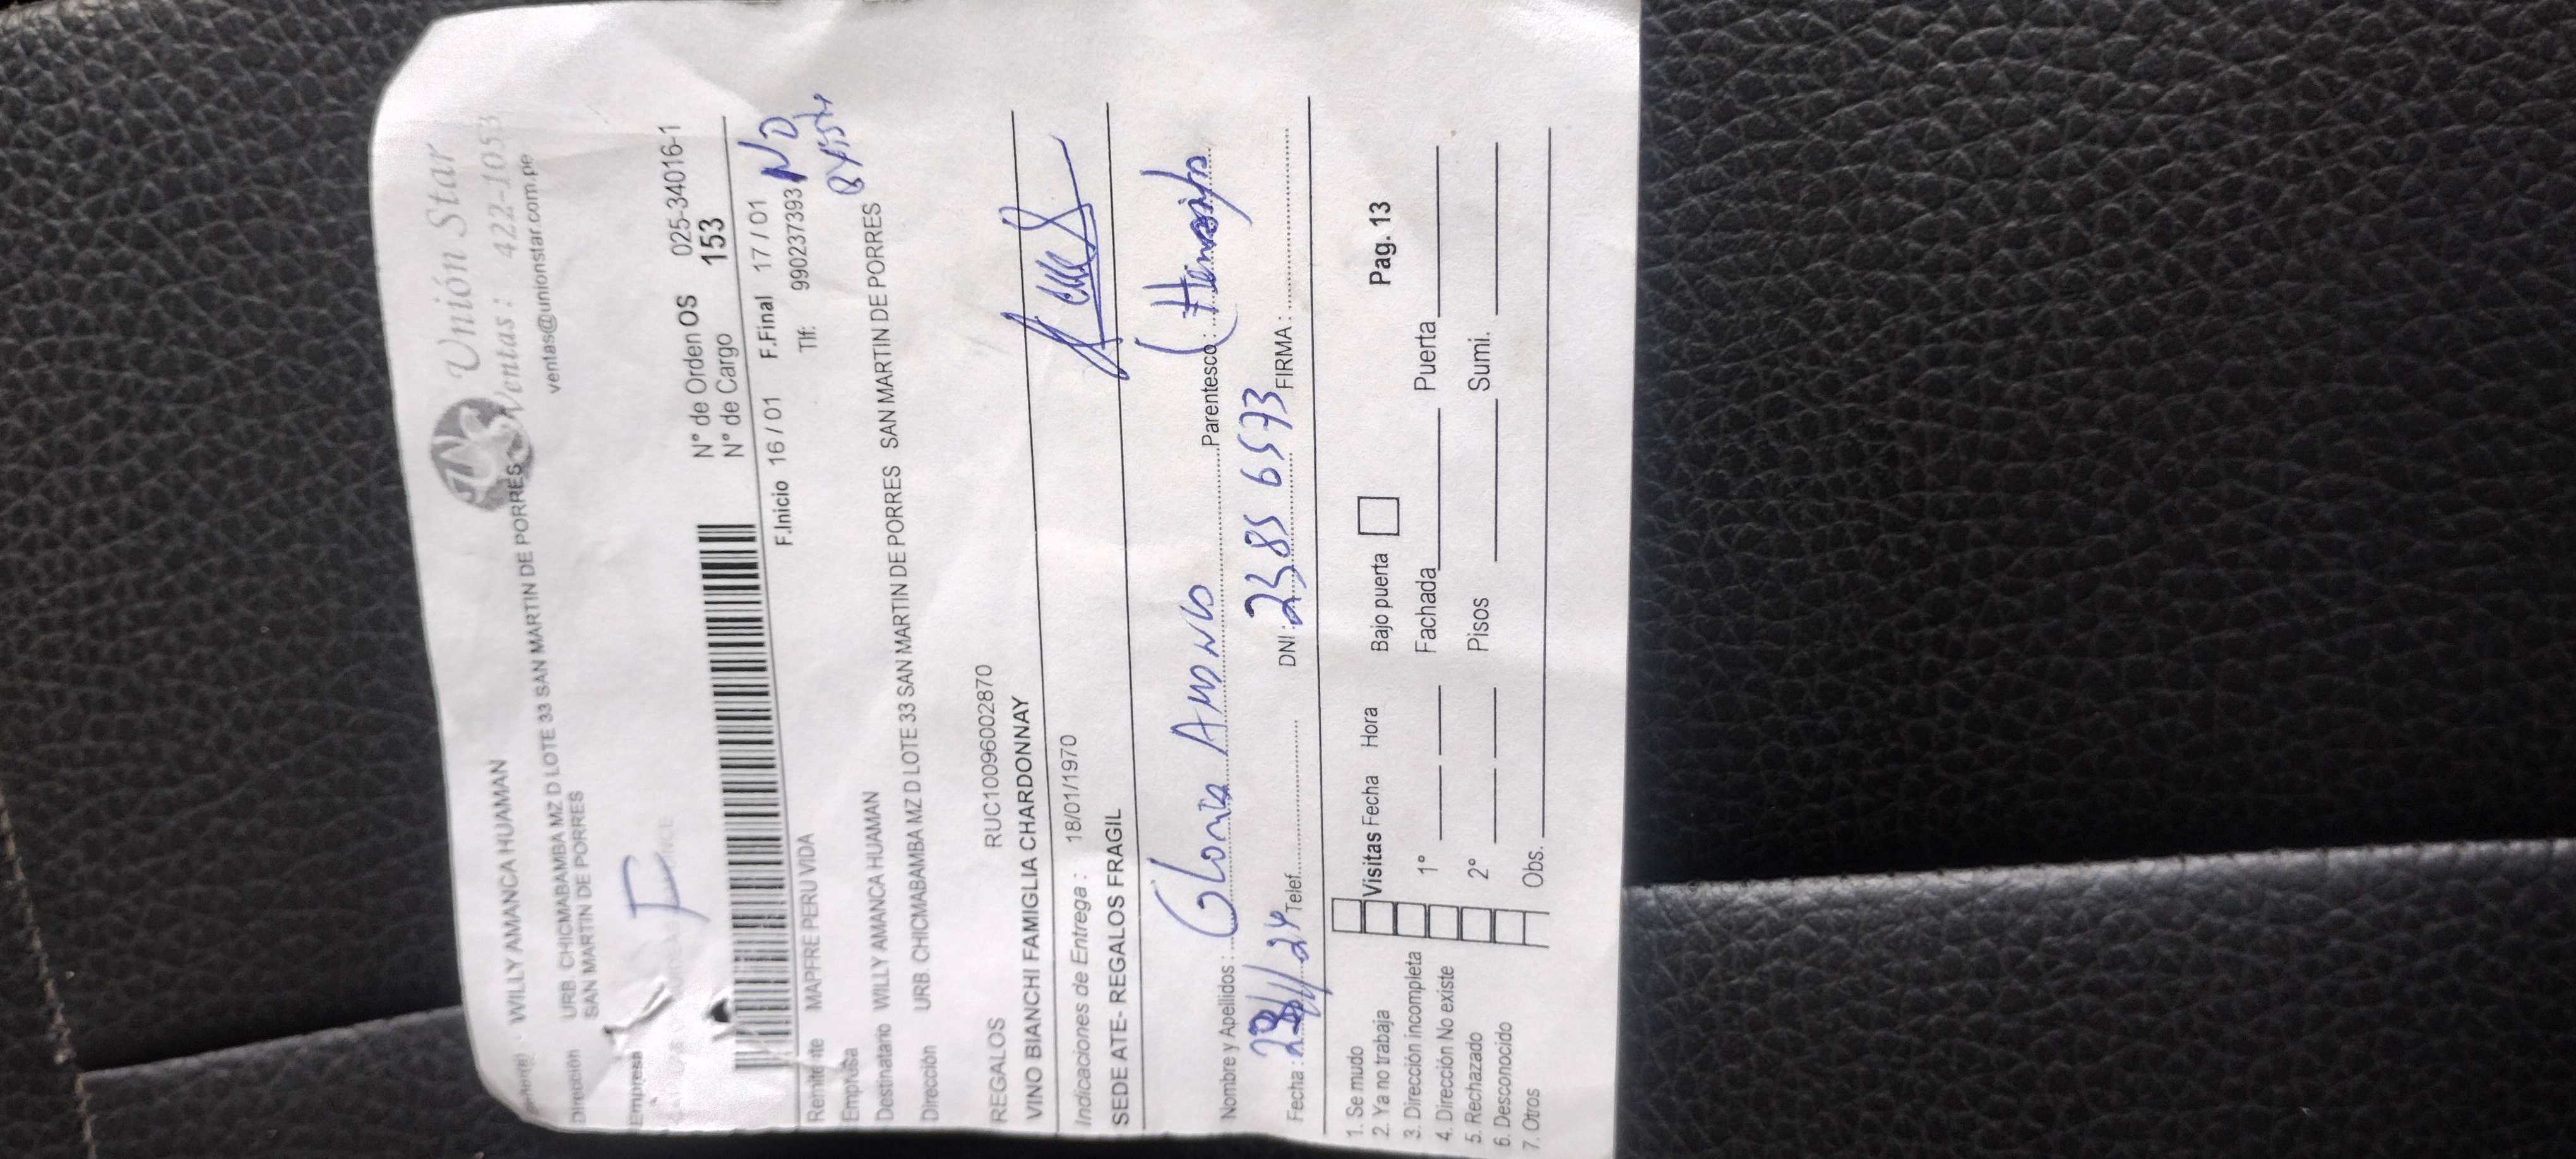 Unión Star
Ventas: 422-1053
ventas@unionstar.com.pe
WILLY AMANCA HUAMAN
Dirección URB. CHICMABAMBA MZ D LOTE 33 SAN MARTIN DE PORRES
SAN MARTIN DE PORRES
Empresa
F
N° de Orden OS 025-34016-1
N° de Cargo 153
F.Inicio 16 / 01 F.Final 17 / 01
Remitente MAPFRE PERU VIDA Tlf: 990237393 NO
Empresa existe
Destinatario WILLY AMANCA HUAMAN SAN MARTIN DE PORRES SAN MARTIN DE PORRES
Dirección URB. CHICMABAMBA MZ D LOTE 33 SAN MARTIN DE PORRES
REGALOS RUC10096002870
VINO BIANCHI FAMIGLIA CHARDONNAY
Indicaciones de Entrega : 18/01/1970
SEDE ATE- REGALOS FRAGIL
Nombre y Apellidos : Gloria Parentesco :
Fecha : Telef. DNI : 23856573 FIRMA :
1. Se mudo
2. Ya no trabaja
3. Dirección incompleta
4. Dirección No existe
5. Rechazado
6. Desconocido
7. Otros
Visitas Fecha Hora Bajo puerta Pag. 13
1° Fachada Puerta
2° Pisos Sumi.
Obs.